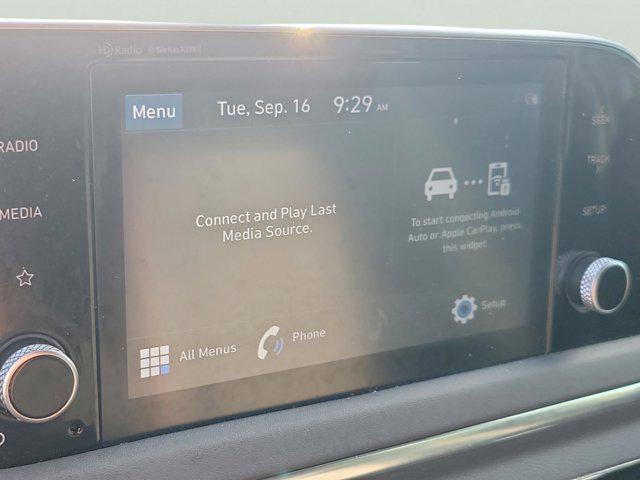 HD Radio ((SiriusXM))
Menu Tue, Sep. 16 9:29 AM
RADIO
MEDIA
Connect and Play Last
Media Source.
To start connecting Android
Auto or Apple CarPlay, press
this widget.
All Menus
Phone
Setup
SEEK
TRACK
SETUP